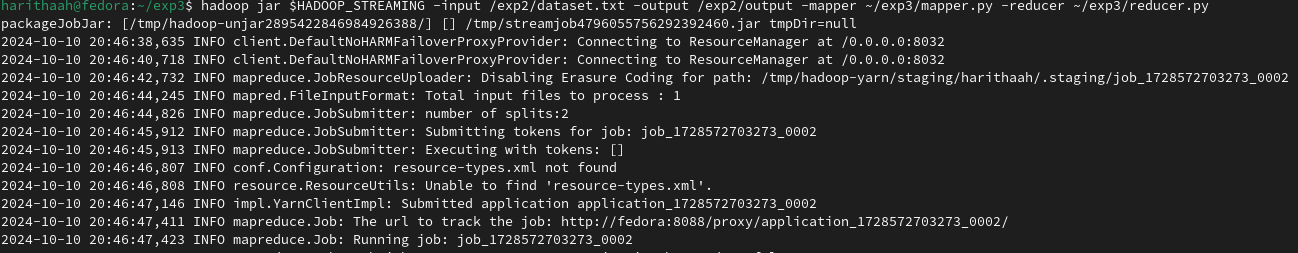 harithaah@fedora:~/exp3$ hadoop jar $HADOOP_STREAMING -input /exp2/dataset.txt -output /exp2/output -mapper ~/exp3/mapper.py -reducer ~/exp3/reducer.py
packageJobJar: [/tmp/hadoop-unjar2895422846984926388/] [] /tmp/streamjob4796055756292392460.jar tmpDir=null
2024-10-10 20:46:38,635 INFO client.DefaultNoHARMFailoverProxyProvider: Connecting to ResourceManager at /0.0.0.0:8032
2024-10-10 20:46:40,718 INFO client.DefaultNoHARMFailoverProxyProvider: Connecting to ResourceManager at /0.0.0.0:8032
2024-10-10 20:46:42,732 INFO mapreduce.JobResourceUploader: Disabling Erasure Coding for path: /tmp/hadoop-yarn/staging/harithaah/.staging/job_1728572703273_0002
2024-10-10 20:46:44,245 INFO mapred.FileInputFormat: Total input files to process : 1
2024-10-10 20:46:44,826 INFO mapreduce.JobSubmitter: number of splits:2
2024-10-10 20:46:45,912 INFO mapreduce.JobSubmitter: Submitting tokens for job: job_1728572703273_0002
2024-10-10 20:46:45,913 INFO mapreduce.JobSubmitter: Executing with tokens: []
2024-10-10 20:46:46,807 INFO conf.Configuration: resource-types.xml not found
2024-10-10 20:46:46,808 INFO resource.ResourceUtils: Unable to find 'resource-types.xml'.
2024-10-10 20:46:47,146 INFO impl.YarnClientImpl: Submitted application application_1728572703273_0002
2024-10-10 20:46:47,411 INFO mapreduce.Job: The url to track the job: http://fedora:8088/proxy/application_1728572703273_0002/
2024-10-10 20:46:47,423 INFO mapreduce.Job: Running job: job_1728572703273_0002